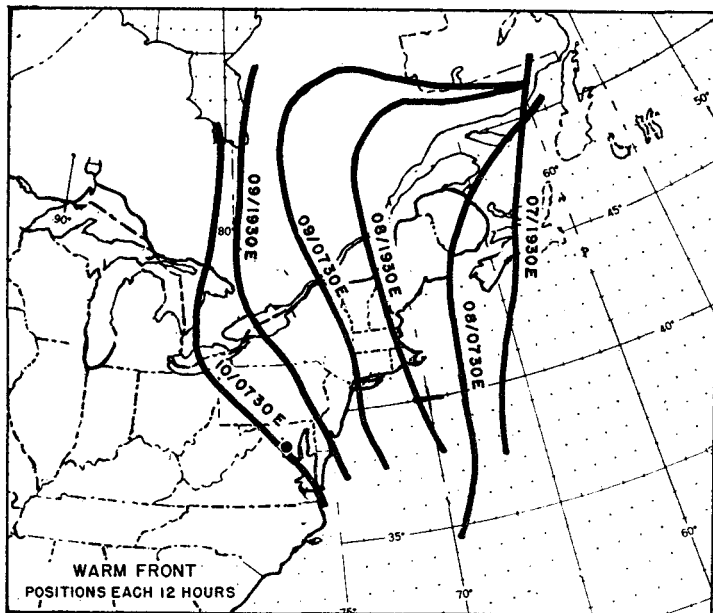 50°
60°
90°
80°
09/1930E
09/0730E
08/1930E
07/1930E
45°
08/0730E
40°
10/0730E
35°
60°
WARM FRONT
POSITIONS EACH 12 HOURS
75°
70°